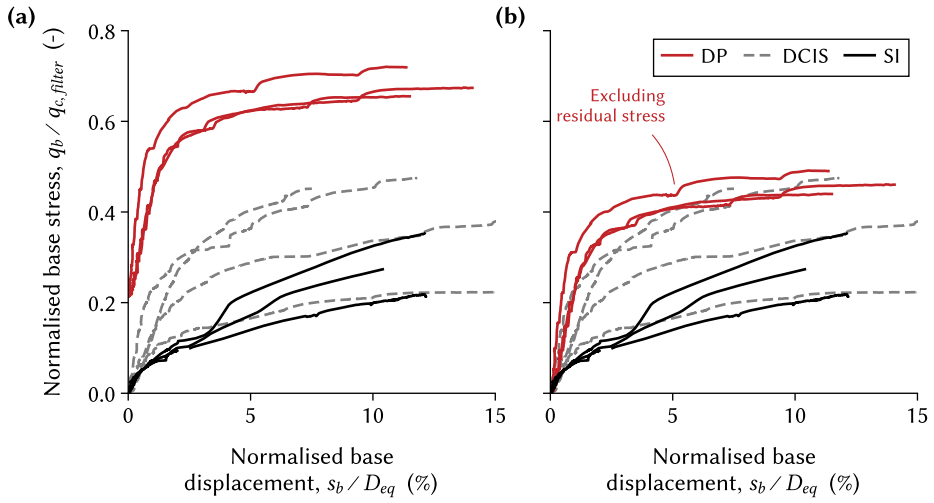 (a)
Normalised base stress, q_b / q_c,filter (-)
0.8
0.6
0.4
0.2
0.0
0
5
10
15
Normalised base
displacement, s_b / D_eq (%)
(b)
DP
DCIS
SI
Excluding
residual stress
0
5
10
15
Normalised base
displacement, s_b / D_eq (%)